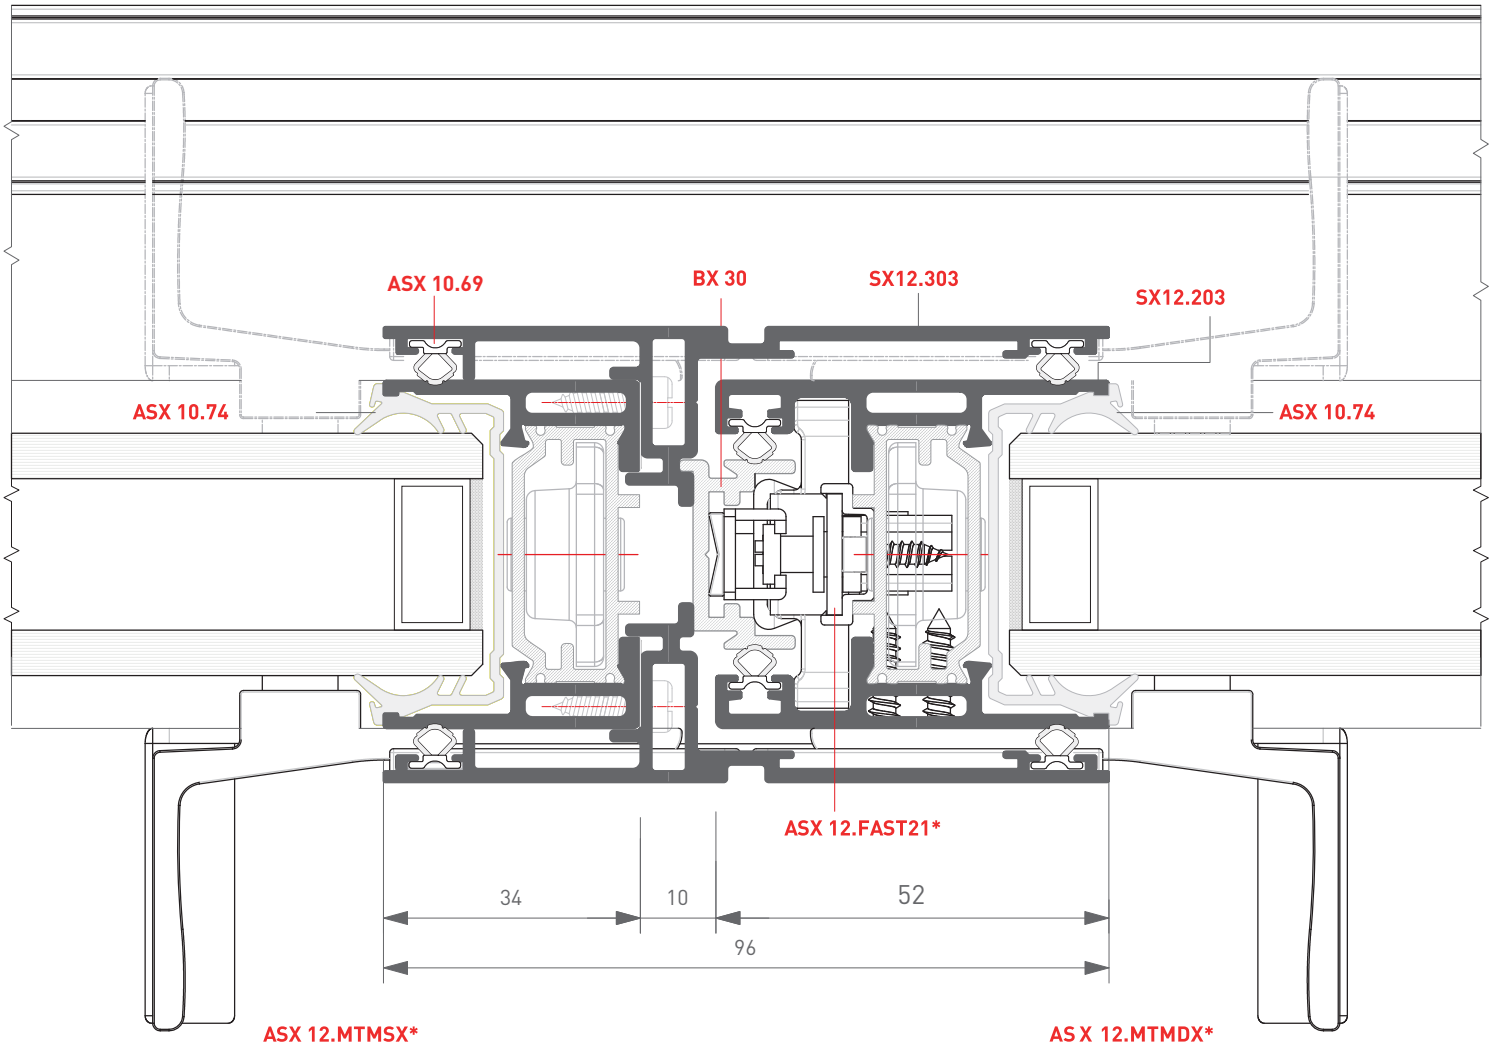 BX 30
SX12.303
ASX 10.69
SX12.203
ASX 10.74
ASX 10.74
ASX 12.FAST21*
34
10
52
96
ASX 12.MTMSX*
AS X 12.MTMDX*